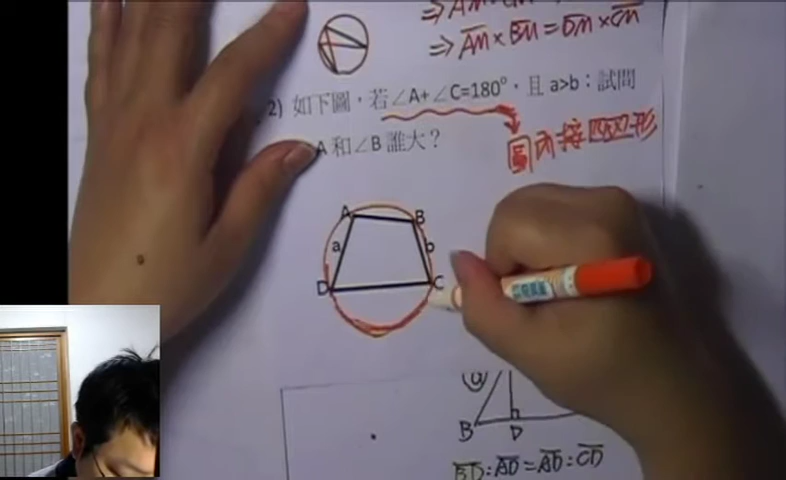 ⇒ AM
⇒ AM × BM = DM × CM
2) 如下圖，若∠A+∠C=180°，且 a>b：試問
A 和∠B 誰大？
圓內接四邊形
A B
a b
D C
B D
BD : AD = AD : CD